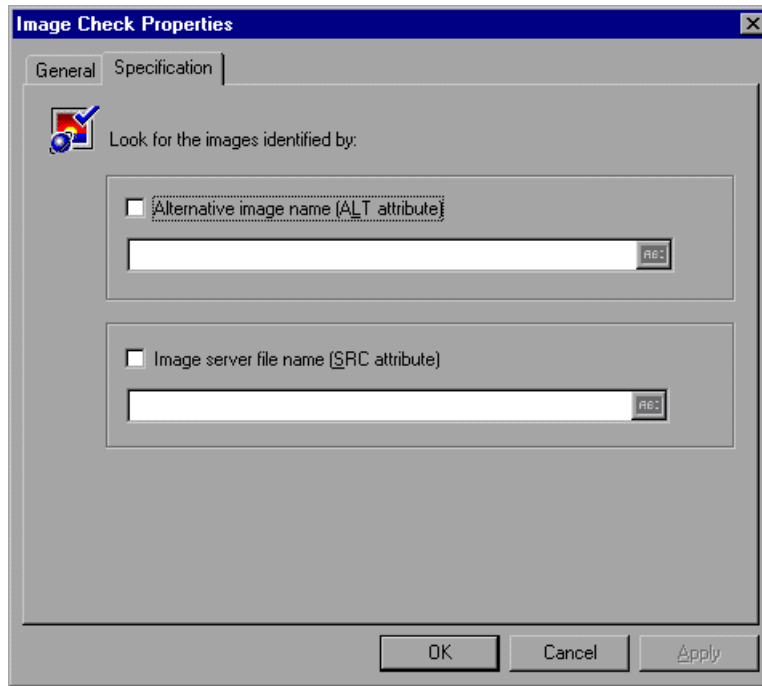 Image Check Properties
General Specification
Look for the images identified by:
Alternative image name (ALT attribute)
Image server file name (SRC attribute)
OK Cancel Apply